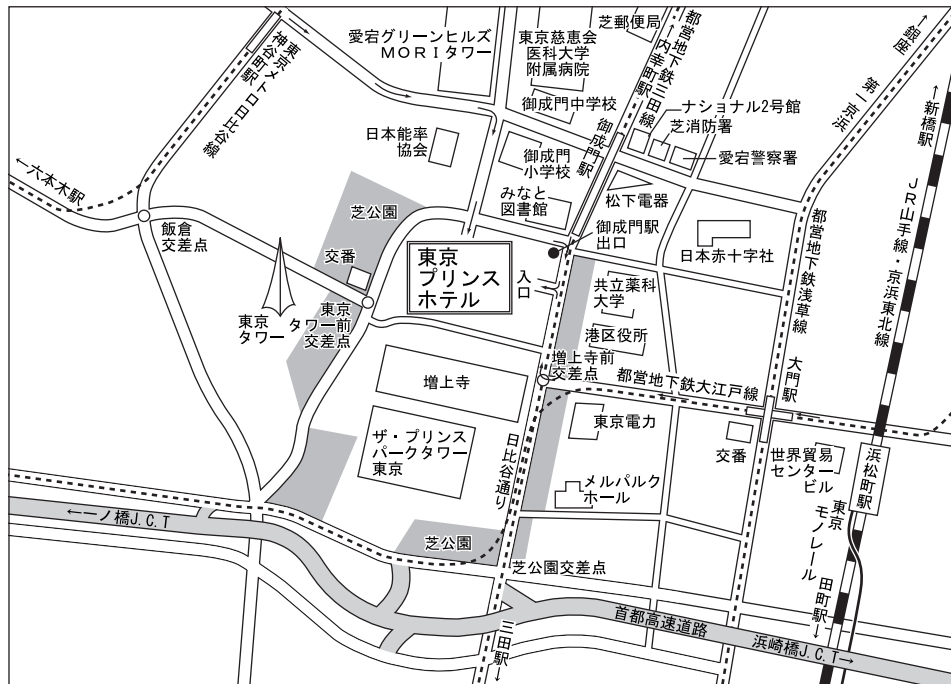 愛宕グリーンヒルズ
MORIタワー
東京慈恵会
医科大学
附属病院
芝郵便局
都営地下鉄三田線
内幸町駅→
←銀座
第一京浜
←新橋駅
東京メトロ日比谷線
神谷町駅
御成門中学校
御成門駅
ナショナル2号館
芝消防署
愛宕警察署
日本能率
協会
御成門
小学校
←六本木駅
みなと
図書館
松下電器
JR山手線・京浜東北線
芝公園
飯倉
交差点
御成門駅
出口
日本赤十字社
都営地下鉄浅草線
交番
東京
プリンス
ホテル
入口
共立薬科
大学
東京
タワー
東京
タワー前
交差点
港区役所
増上寺前
交差点
都営地下鉄大江戸線
大門駅
増上寺
東京電力
ザ・プリンス
パークタワー
東京
日比谷通り
交番
世界貿易
センター
ビル
浜松町駅
メルパルク
ホール
東京
モノレール
←一ノ橋J.C.T
芝公園
芝公園交差点
田町駅→
首都高速道路
浜崎橋J.C.T→
三田駅→